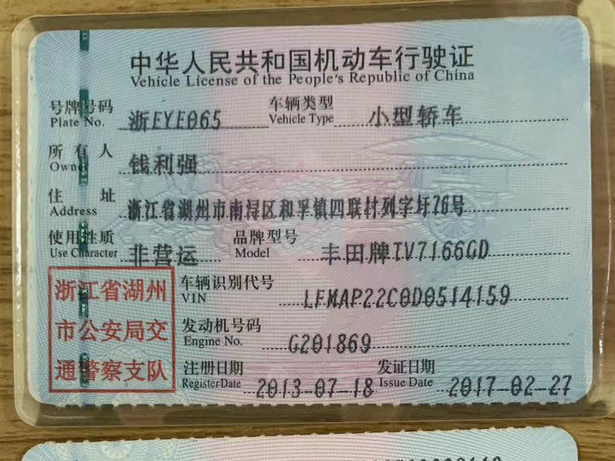 中华人民共和国机动车行驶证
Vehicle License of the People's Republic of China
号牌号码 浙EYE065 车辆类型 小型轿车
Plate No. Vehicle Type
所有人 钱利强
Owner
住址 浙江省湖州市南浔区和孚镇四联村列字圩76号
Address
使用性质 非营运 品牌型号 丰田牌TV7166GD
Use Character Model
浙江省湖州
市公安局交
通警察支队
车辆识别代号 LFMAP22C0D0514159
VIN
发动机号码 G201869
Engine No.
注册日期 2013-07-18 发证日期 2017-02-27
Register Date Issue Date